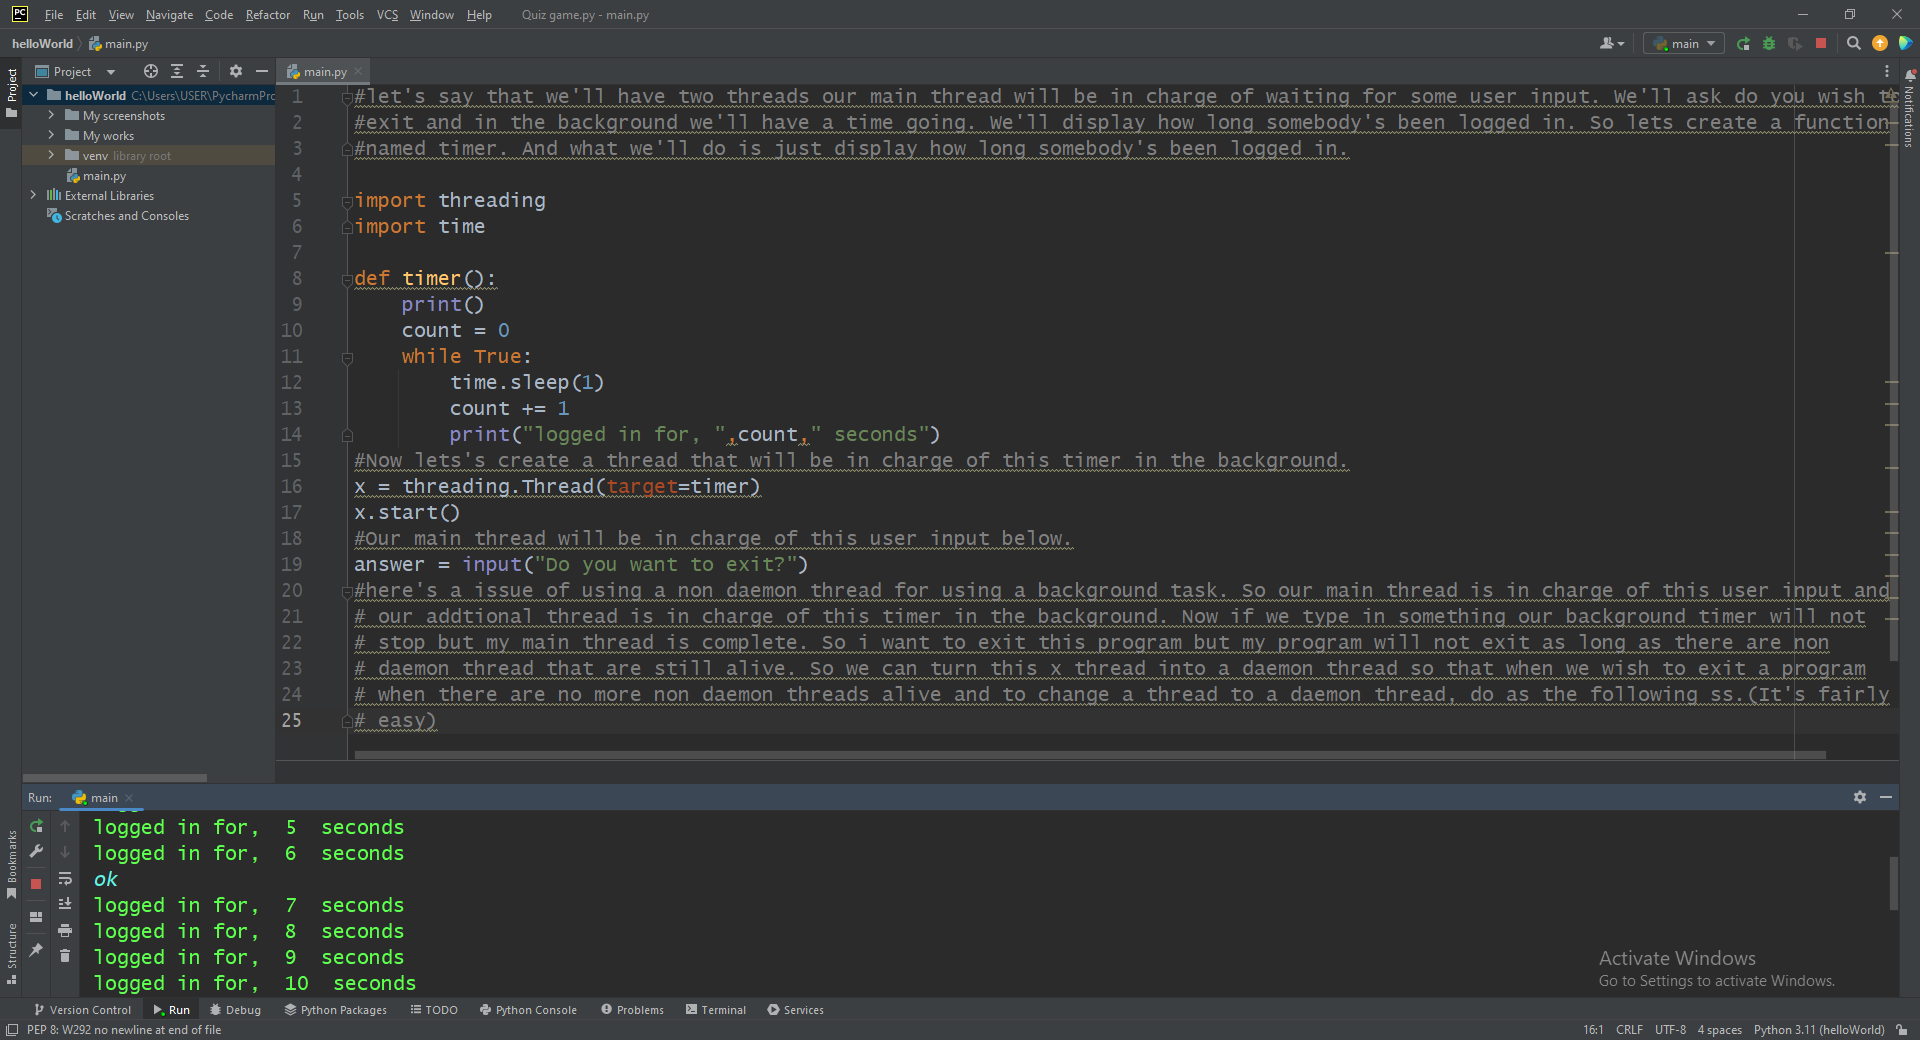 PC File Edit View Navigate Code Refactor Run Tools VCS Window Help Quiz game.py - main.py
helloWorld main.py main
Project
Project
main.py
Notifications
helloWorld C:\Users\USER\PycharmPrc
My screenshots
My works
venv library root
main.py
External Libraries
Scratches and Consoles
1 #let's say that we'll have two threads our main thread will be in charge of waiting for some user input. We'll ask do you wish to
2 #exit and in the background we'll have a time going. We'll display how long somebody's been logged in. So lets create a function
3 #named timer. And what we'll do is just display how long somebody's been logged in.
4
5 import threading
6 import time
7
8 def timer():
9     print()
10     count = 0
11     while True:
12         time.sleep(1)
13         count += 1
14         print("logged in for, ",count," seconds")
15 #Now lets's create a thread that will be in charge of this timer in the background.
16 x = threading.Thread(target=timer)
17 x.start()
18 #Our main thread will be in charge of this user input below.
19 answer = input("Do you want to exit?")
20 #here's a issue of using a non daemon thread for using a background task. So our main thread is in charge of this user input and
21 # our addtional thread is in charge of this timer in the background. Now if we type in something our background timer will not
22 # stop but my main thread is complete. So i want to exit this program but my program will not exit as long as there are non
23 # daemon thread that are still alive. So we can turn this x thread into a daemon thread so that when we wish to exit a program
24 # when there are no more non daemon threads alive and to change a thread to a daemon thread, do as the following ss.(It's fairly
25 # easy)
Run: main
Bookmarks
Structure
logged in for,  5  seconds
logged in for,  6  seconds
ok
logged in for,  7  seconds
logged in for,  8  seconds
logged in for,  9  seconds
logged in for,  10  seconds
Activate Windows
Go to Settings to activate Windows.
Version Control Run Debug Python Packages TODO Python Console Problems Terminal Services
PEP 8: W292 no newline at end of file 16:1 CRLF UTF-8 4 spaces Python 3.11 (helloWorld)